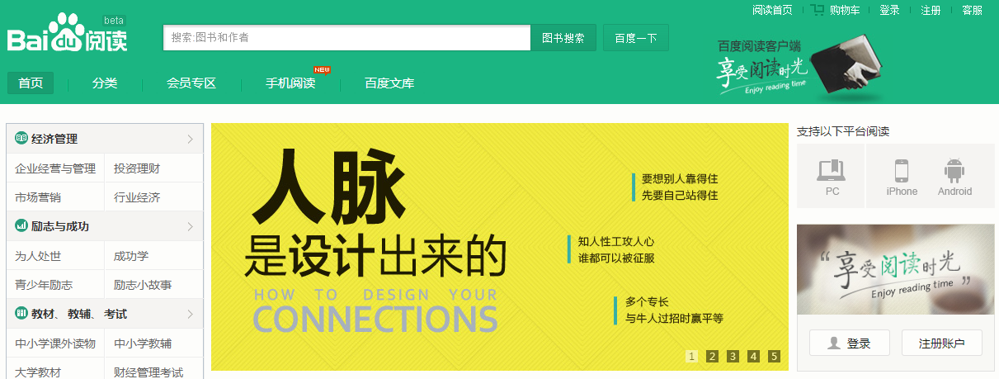 阅读首页 购物车 登录 注册 客服
Baidu阅读 beta
搜索:图书和作者 图书搜索 百度一下
百度阅读客户端
享受阅读时光
Enjoy reading time
首页 分类 会员专区 手机阅读 NEW 百度文库
经济管理
企业经营与管理 投资理财
市场营销 行业经济
励志与成功
为人处世 成功学
青少年励志 励志小故事
教材、教辅、考试
中小学课外读物 中小学教辅
大学教材 财经管理考试
人脉
是设计出来的
HOW TO DESIGN YOUR
CONNECTIONS
要想别人靠得住
先要自己站得住
知人性工攻人心
谁都可以被征服
多个专长
与牛人过招时赢平等
1 2 3 4 5
支持以下平台阅读
PC iPhone Android
“享受阅读时光”
Enjoy reading time
登录 注册账户